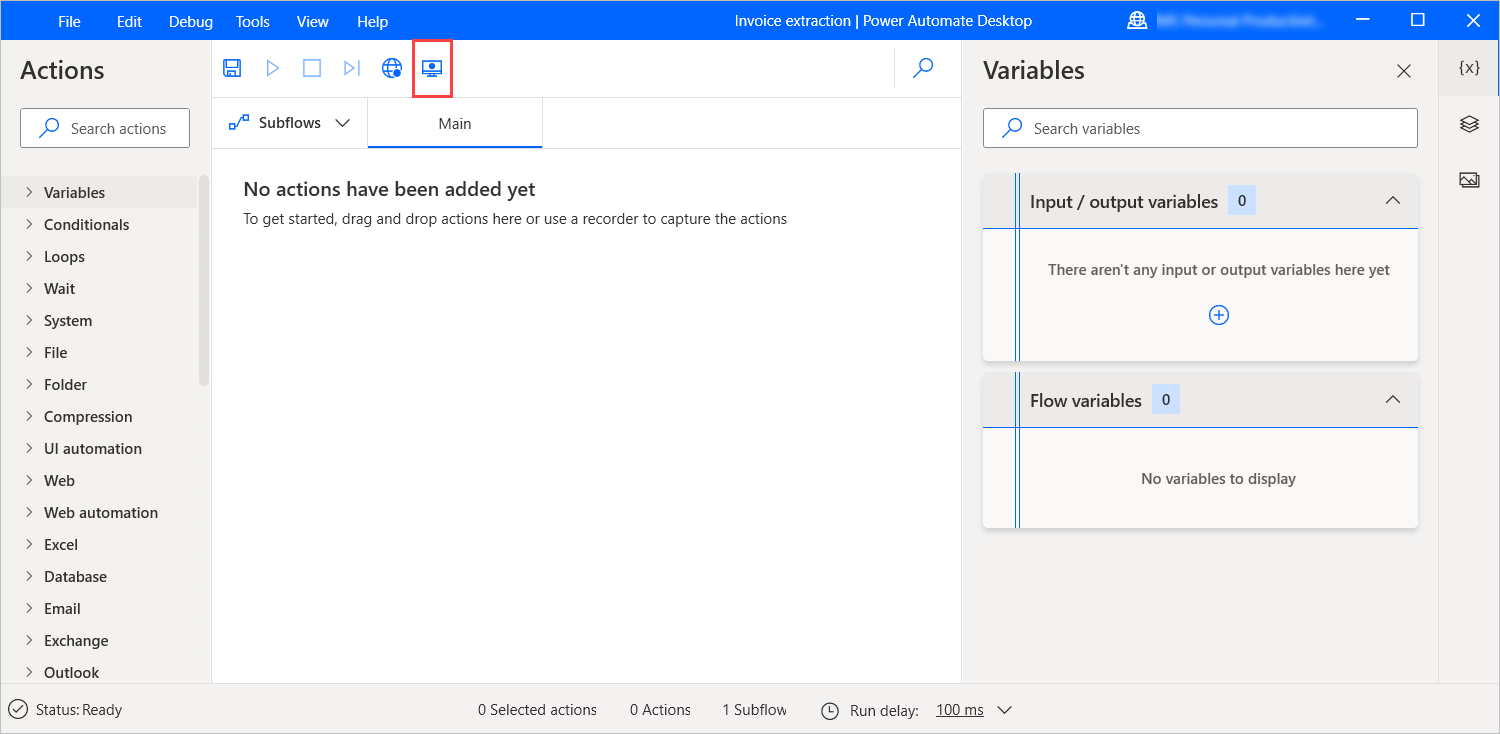 File Edit Debug Tools View Help Invoice extraction | Power Automate Desktop
Actions
Search actions
Variables
Conditionals
Loops
Wait
System
File
Folder
Compression
UI automation
Web
Web automation
Excel
Database
Email
Exchange
Outlook
Subflows Main
No actions have been added yet
To get started, drag and drop actions here or use a recorder to capture the actions
Variables {x}
Search variables
Input / output variables 0
There aren't any input or output variables here yet
Flow variables 0
No variables to display
Status: Ready 0 Selected actions 0 Actions 1 Subflow Run delay: 100 ms